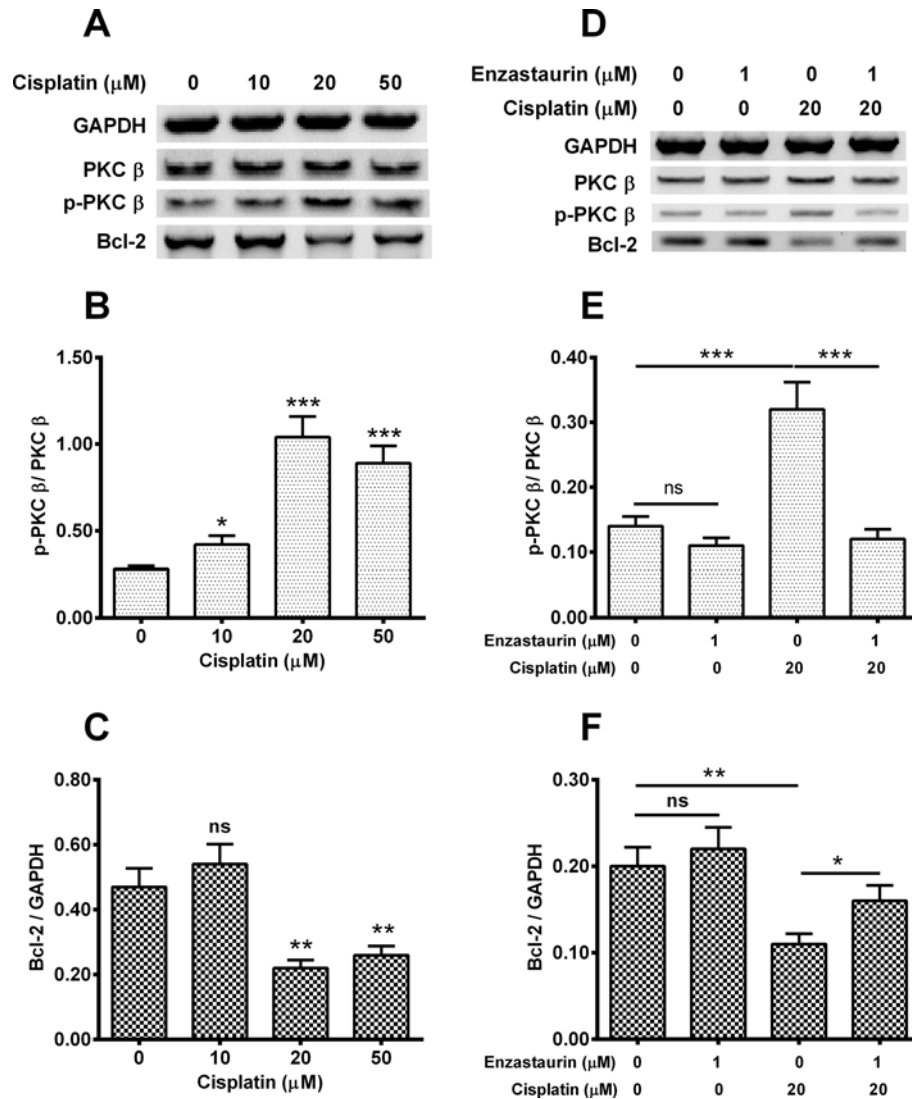 A
Cisplatin (μM) 0 10 20 50
GAPDH
PKC β
p-PKC β
Bcl-2
D
Enzastaurin (μM) 0 1 0 1
Cisplatin (μM) 0 0 20 20
GAPDH
PKC β
p-PKC β
Bcl-2
B
p-PKC β/ PKC β
1.50
1.00
0.50
0.00
*
***
***
0 10 20 50
Cisplatin (μM)
E
p-PKC β/ PKC β
0.40
0.30
0.20
0.10
0.00
*** ***
ns
Enzastaurin (μM) 0 1 0 1
Cisplatin (μM) 0 0 20 20
C
Bcl-2 / GAPDH
0.80
0.60
0.40
0.20
0.00
ns
** **
0 10 20 50
Cisplatin (μM)
F
Bcl-2 / GAPDH
0.30
0.20
0.10
0.00
**
ns
*
Enzastaurin (μM) 0 1 0 1
Cisplatin (μM) 0 0 20 20